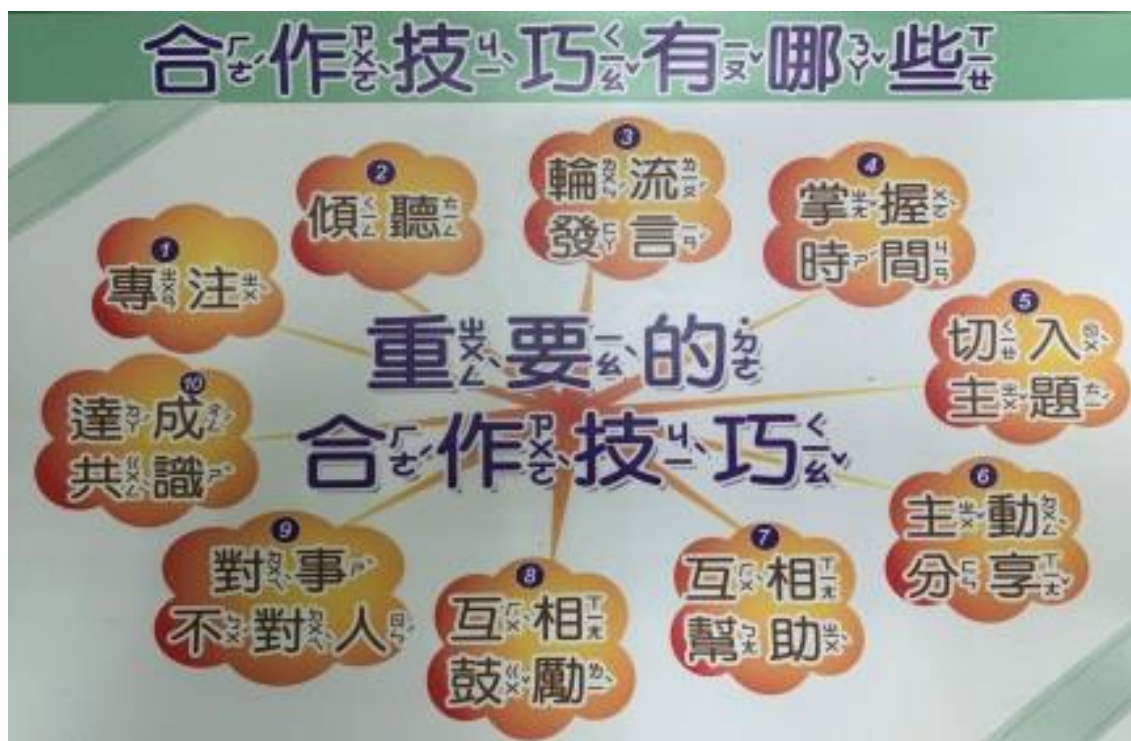 合作技巧有哪些
1
專注
2
傾聽
3
輪流
發言
4
掌握
時間
5
切入
主題
6
主動
分享
7
互相
幫助
8
互相
鼓勵
9
對事
不對人
10
達成
共識
重要的
合作技巧